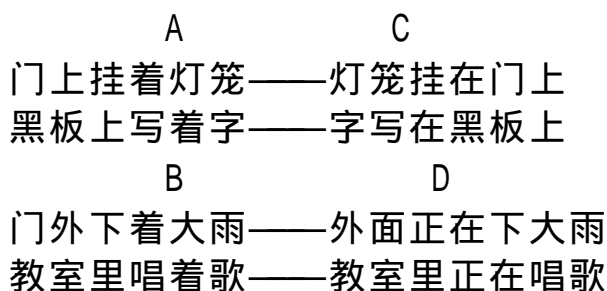 A C
门上挂着灯笼——灯笼挂在门上
黑板上写着字——字写在黑板上
B D
门外下着大雨——外面正在下大雨
教室里唱着歌——教室里正在唱歌